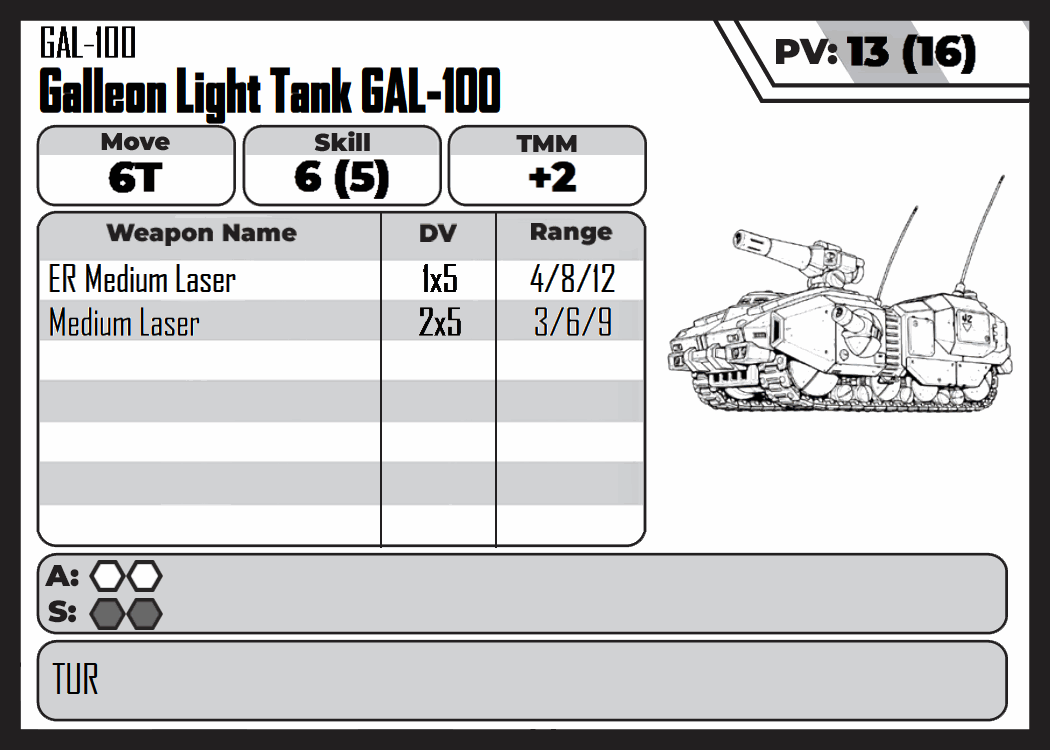 GAL-100
Galleon Light Tank GAL-100
PV: 13 (16)
Move
6T
Skill
6 (5)
TMM
+2
Weapon Name DV Range
ER Medium Laser 1x5 4/8/12
Medium Laser 2x5 3/6/9
A:
S:
TUR